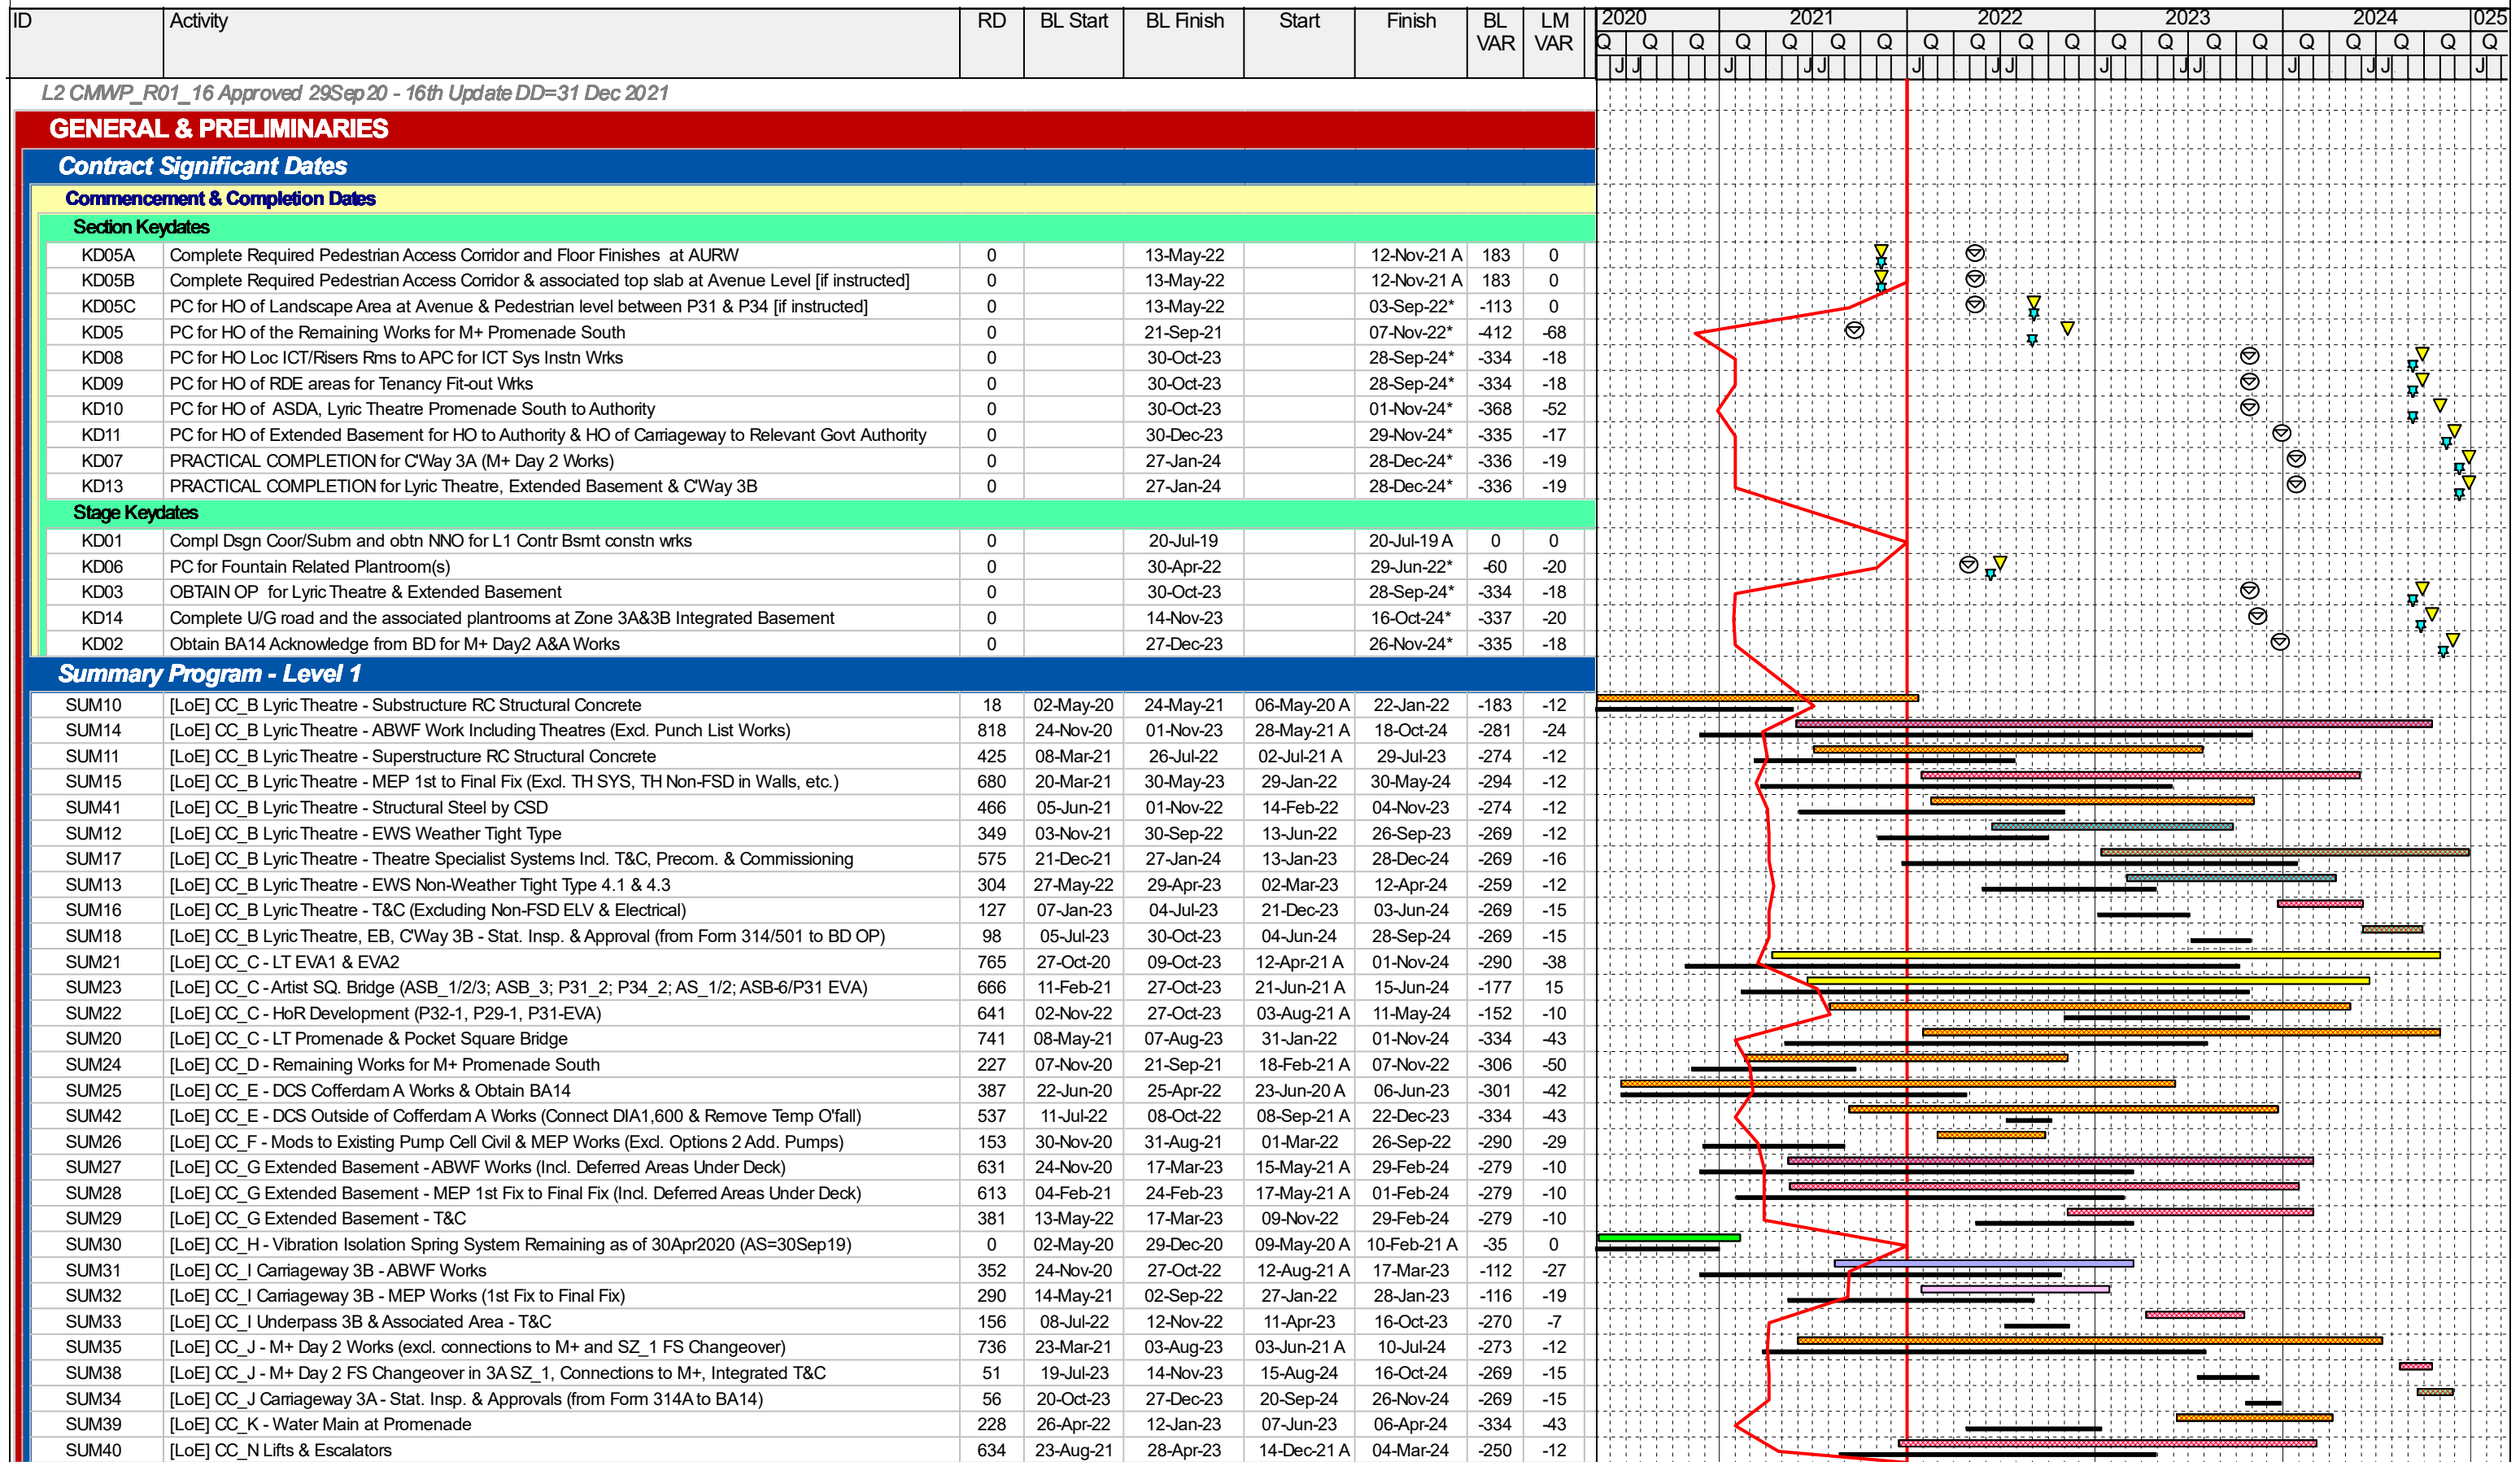 ID Activity RD BL Start BL Finish Start Finish BL VAR LM VAR 2020 2021 2022 2023 2024 025
Q Q Q Q Q Q Q Q Q Q Q Q Q Q Q Q Q Q Q
J J J J J J J J J J J J J J
L2 CMWP_R01_16 Approved 29Sep20 - 16th Update DD=31 Dec 2021
GENERAL & PRELIMINARIES
Contract Significant Dates
Commencement & Completion Dates
Section Keydates
KD05A Complete Required Pedestrian Access Corridor and Floor Finishes at AURW 0 13-May-22 12-Nov-21 A 183 0
KD05B Complete Required Pedestrian Access Corridor & associated top slab at Avenue Level [if instructed] 0 13-May-22 12-Nov-21 A 183 0
KD05C PC for HO of Landscape Area at Avenue & Pedestrian level between P31 & P34 [if instructed] 0 13-May-22 03-Sep-22* -113 0
KD05 PC for HO of the Remaining Works for M+ Promenade South 0 21-Sep-21 07-Nov-22* -412 -68
KD08 PC for HO Loc ICT/Risers Rms to APC for ICT Sys Instn Wrks 0 30-Oct-23 28-Sep-24* -334 -18
KD09 PC for HO of RDE areas for Tenancy Fit-out Wrks 0 30-Oct-23 28-Sep-24* -334 -18
KD10 PC for HO of ASDA, Lyric Theatre Promenade South to Authority 0 30-Oct-23 01-Nov-24* -368 -52
KD11 PC for HO of Extended Basement for HO to Authority & HO of Carriageway to Relevant Govt Authority 0 30-Dec-23 29-Nov-24* -335 -17
KD07 PRACTICAL COMPLETION for C'Way 3A (M+ Day 2 Works) 0 27-Jan-24 28-Dec-24* -336 -19
KD13 PRACTICAL COMPLETION for Lyric Theatre, Extended Basement & C'Way 3B 0 27-Jan-24 28-Dec-24* -336 -19
Stage Keydates
KD01 Compl Dsgn Coor/Subm and obtn NNO for L1 Contr Bsmt constn wrks 0 20-Jul-19 20-Jul-19 A 0 0
KD06 PC for Fountain Related Plantroom(s) 0 30-Apr-22 29-Jun-22* -60 -20
KD03 OBTAIN OP for Lyric Theatre & Extended Basement 0 30-Oct-23 28-Sep-24* -334 -18
KD14 Complete U/G road and the associated plantrooms at Zone 3A&3B Integrated Basement 0 14-Nov-23 16-Oct-24* -337 -20
KD02 Obtain BA14 Acknowledge from BD for M+ Day2 A&A Works 0 27-Dec-23 26-Nov-24* -335 -18
Summary Program - Level 1
SUM10 [LoE] CC_B Lyric Theatre - Substructure RC Structural Concrete 18 02-May-20 24-May-21 06-May-20 A 22-Jan-22 -183 -12
SUM14 [LoE] CC_B Lyric Theatre - ABWF Work Including Theatres (Excl. Punch List Works) 818 24-Nov-20 01-Nov-23 28-May-21 A 18-Oct-24 -281 -24
SUM11 [LoE] CC_B Lyric Theatre - Superstructure RC Structural Concrete 425 08-Mar-21 26-Jul-22 02-Jul-21 A 29-Jul-23 -274 -12
SUM15 [LoE] CC_B Lyric Theatre - MEP 1st to Final Fix (Excl. TH SYS, TH Non-FSD in Walls, etc.) 680 20-Mar-21 30-May-23 29-Jan-22 30-May-24 -294 -12
SUM41 [LoE] CC_B Lyric Theatre - Structural Steel by CSD 466 05-Jun-21 01-Nov-22 14-Feb-22 04-Nov-23 -274 -12
SUM12 [LoE] CC_B Lyric Theatre - EWS Weather Tight Type 349 03-Nov-21 30-Sep-22 13-Jun-22 26-Sep-23 -269 -12
SUM17 [LoE] CC_B Lyric Theatre - Theatre Specialist Systems Incl. T&C, Precom. & Commissioning 575 21-Dec-21 27-Jan-24 13-Jan-23 28-Dec-24 -269 -16
SUM13 [LoE] CC_B Lyric Theatre - EWS Non-Weather Tight Type 4.1 & 4.3 304 27-May-22 29-Apr-23 02-Mar-23 12-Apr-24 -259 -12
SUM16 [LoE] CC_B Lyric Theatre - T&C (Excluding Non-FSD ELV & Electrical) 127 07-Jan-23 04-Jul-23 21-Dec-23 03-Jun-24 -269 -15
SUM18 [LoE] CC_B Lyric Theatre, EB, C'Way 3B - Stat. Insp. & Approval (from Form 314/501 to BD OP) 98 05-Jul-23 30-Oct-23 04-Jun-24 28-Sep-24 -269 -15
SUM21 [LoE] CC_C - LT EVA1 & EVA2 765 27-Oct-20 09-Oct-23 12-Apr-21 A 01-Nov-24 -290 -38
SUM23 [LoE] CC_C - Artist SQ. Bridge (ASB_1/2/3; ASB_3; P31_2; P34_2; AS_1/2; ASB-6/P31 EVA) 666 11-Feb-21 27-Oct-23 21-Jun-21 A 15-Jun-24 -177 15
SUM22 [LoE] CC_C - HoR Development (P32-1, P29-1, P31-EVA) 641 02-Nov-22 27-Oct-23 03-Aug-21 A 11-May-24 -152 -10
SUM20 [LoE] CC_C - LT Promenade & Pocket Square Bridge 741 08-May-21 07-Aug-23 31-Jan-22 01-Nov-24 -334 -43
SUM24 [LoE] CC_D - Remaining Works for M+ Promenade South 227 07-Nov-20 21-Sep-21 18-Feb-21 A 07-Nov-22 -306 -50
SUM25 [LoE] CC_E - DCS Cofferdam A Works & Obtain BA14 387 22-Jun-20 25-Apr-22 23-Jun-20 A 06-Jun-23 -301 -42
SUM42 [LoE] CC_E - DCS Outside of Cofferdam A Works (Connect DIA1,600 & Remove Temp O'fall) 537 11-Jul-22 08-Oct-22 08-Sep-21 A 22-Dec-23 -334 -43
SUM26 [LoE] CC_F - Mods to Existing Pump Cell Civil & MEP Works (Excl. Options 2 Add. Pumps) 153 30-Nov-20 31-Aug-21 01-Mar-22 26-Sep-22 -290 -29
SUM27 [LoE] CC_G Extended Basement - ABWF Works (Incl. Deferred Areas Under Deck) 631 24-Nov-20 17-Mar-23 15-May-21 A 29-Feb-24 -279 -10
SUM28 [LoE] CC_G Extended Basement - MEP 1st Fix to Final Fix (Incl. Deferred Areas Under Deck) 613 04-Feb-21 24-Feb-23 17-May-21 A 01-Feb-24 -279 -10
SUM29 [LoE] CC_G Extended Basement - T&C 381 13-May-22 17-Mar-23 09-Nov-22 29-Feb-24 -279 -10
SUM30 [LoE] CC_H - Vibration Isolation Spring System Remaining as of 30Apr2020 (AS=30Sep19) 0 02-May-20 29-Dec-20 09-May-20 A 10-Feb-21 A -35 0
SUM31 [LoE] CC_I Carriageway 3B - ABWF Works 352 24-Nov-20 27-Oct-22 12-Aug-21 A 17-Mar-23 -112 -27
SUM32 [LoE] CC_I Carriageway 3B - MEP Works (1st Fix to Final Fix) 290 14-May-21 02-Sep-22 27-Jan-22 28-Jan-23 -116 -19
SUM33 [LoE] CC_I Underpass 3B & Associated Area - T&C 156 08-Jul-22 12-Nov-22 11-Apr-23 16-Oct-23 -270 -7
SUM35 [LoE] CC_J - M+ Day 2 Works (excl. connections to M+ and SZ_1 FS Changeover) 736 23-Mar-21 03-Aug-23 03-Jun-21 A 10-Jul-24 -273 -12
SUM38 [LoE] CC_J - M+ Day 2 FS Changeover in 3A SZ_1, Connections to M+, Integrated T&C 51 19-Jul-23 14-Nov-23 15-Aug-24 16-Oct-24 -269 -15
SUM34 [LoE] CC_J Carriageway 3A - Stat. Insp. & Approvals (from Form 314A to BA14) 56 20-Oct-23 27-Dec-23 20-Sep-24 26-Nov-24 -269 -15
SUM39 [LoE] CC_K - Water Main at Promenade 228 26-Apr-22 12-Jan-23 07-Jun-23 06-Apr-24 -334 -43
SUM40 [LoE] CC_N Lifts & Escalators 634 23-Aug-21 28-Apr-23 14-Dec-21 A 04-Mar-24 -250 -12